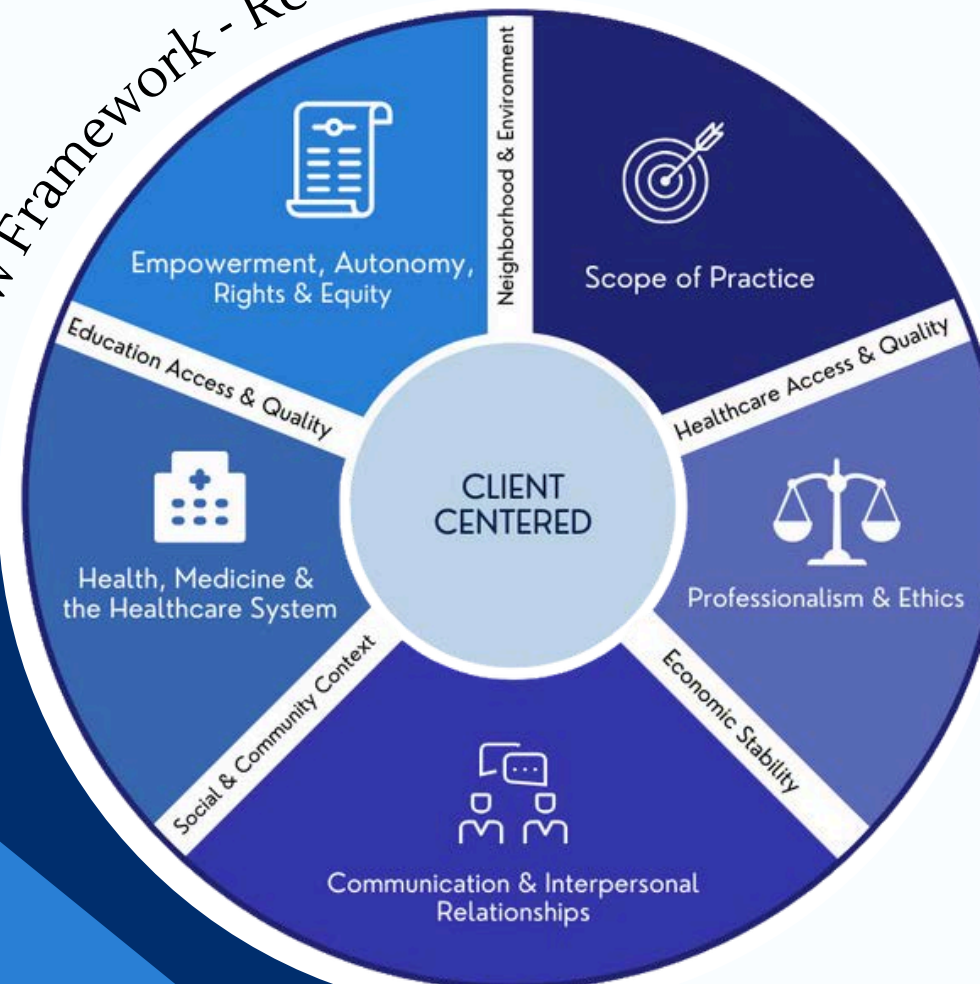 Framework - 
Neighborhood & Environment
Empowerment, Autonomy,
Rights & Equity
Scope of Practice
Education Access & Quality
Healthcare Access & Quality
CLIENT
CENTERED
Health, Medicine &
the Healthcare System
Professionalism & Ethics
Social & Community Context
Economic Stability
Communication & Interpersonal
Relationships